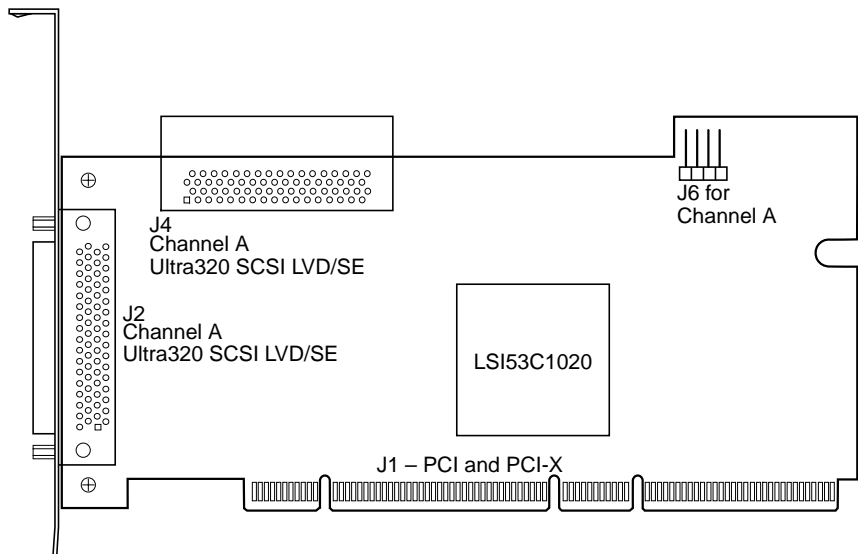 J6 for
Channel A
J4
Channel A
Ultra320 SCSI LVD/SE
J2
Channel A
Ultra320 SCSI LVD/SE
LSI53C1020
J1 – PCI and PCI-X